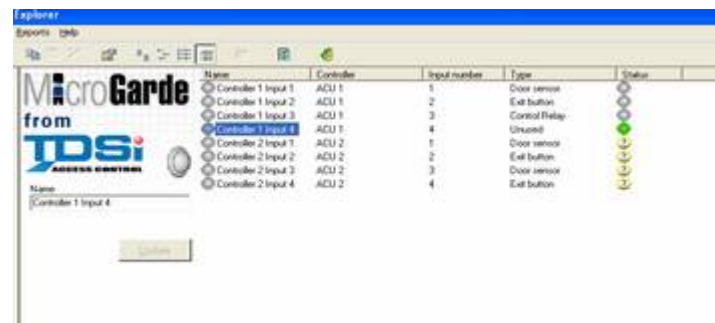 Explorer
Reports Help
MicroGarde
from
TDSi
ACCESS CONTROL
Name
Controller 1 Input 4
Update
Name Controller Input number Type Status
Controller 1 Input 1 ACU 1 1 Door sensor
Controller 1 Input 2 ACU 1 2 Exit button
Controller 1 Input 3 ACU 1 3 Control Relay
Controller 1 Input 4 ACU 1 4 Unused
Controller 2 Input 1 ACU 2 1 Door sensor
Controller 2 Input 2 ACU 2 2 Exit button
Controller 2 Input 3 ACU 2 3 Door sensor
Controller 2 Input 4 ACU 2 4 Exit button